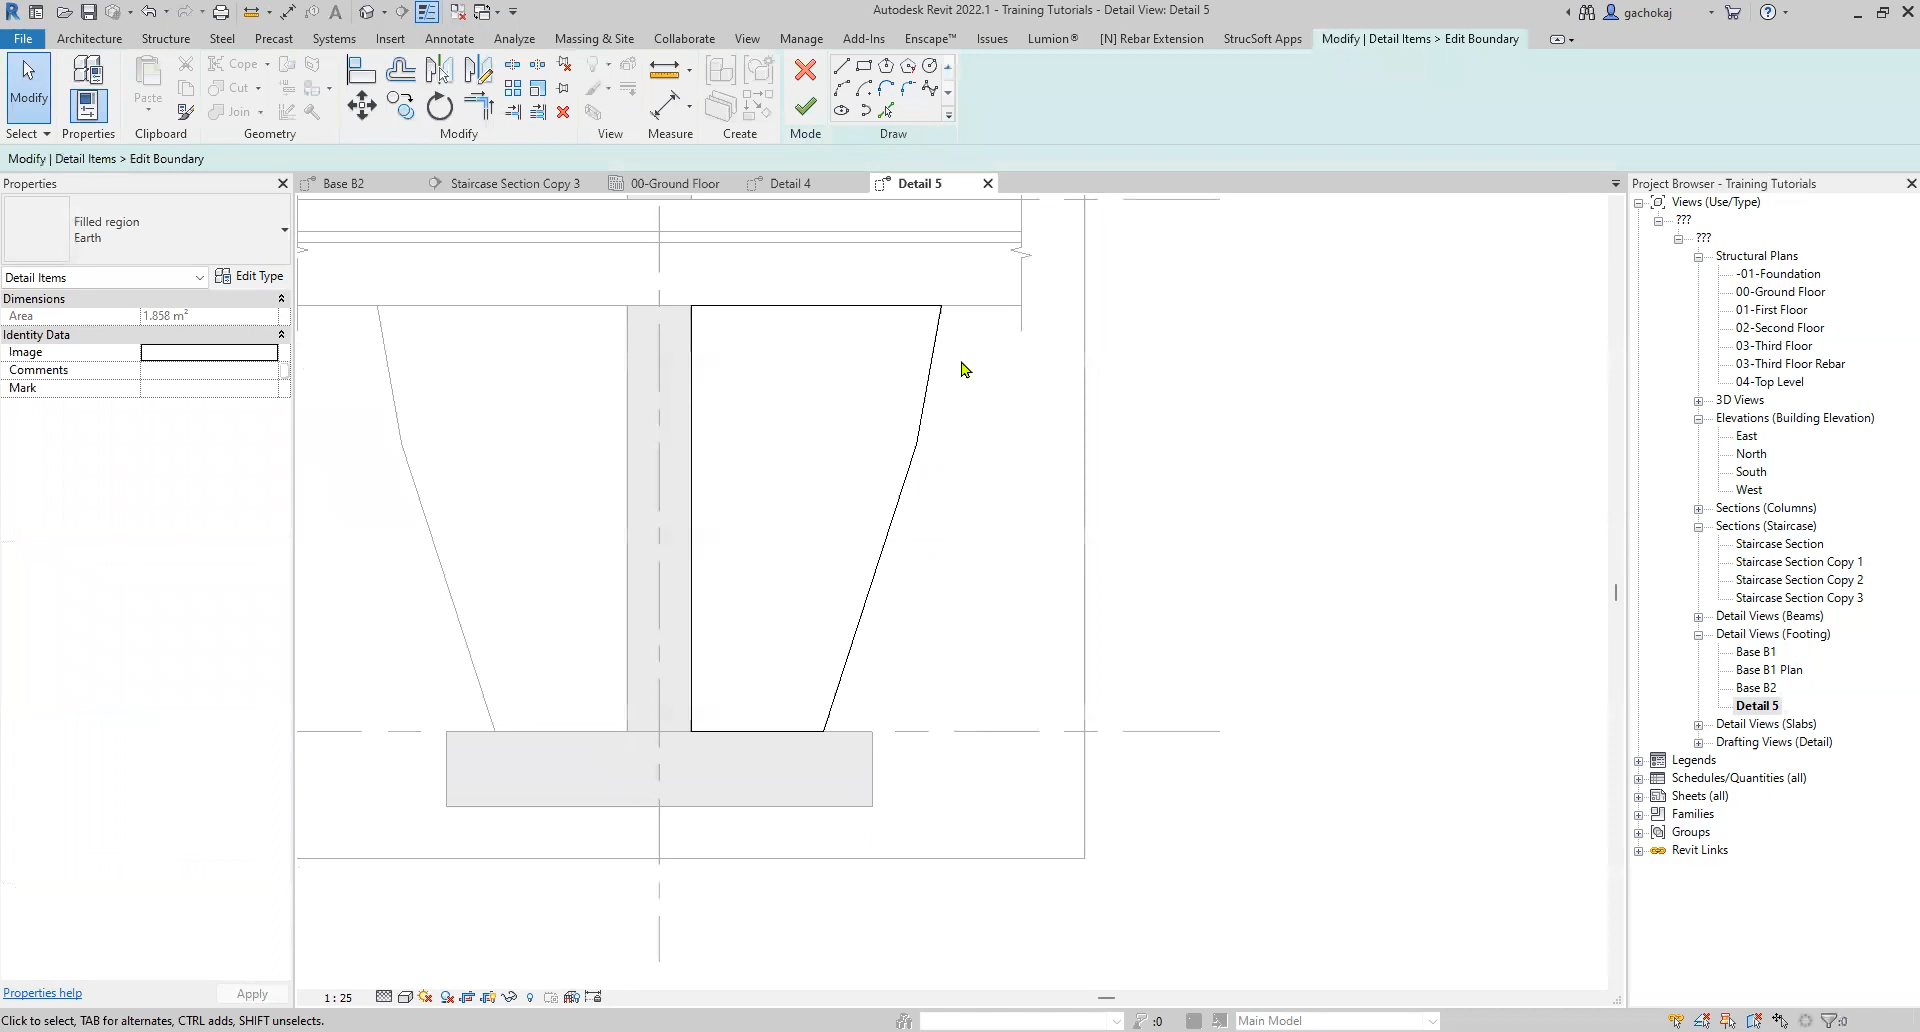 Autodesk Revit 2022.1 - Training Tutorials - Detail View: Detail 5
gachokaj
File Architecture Structure Steel Precast Systems Insert Annotate Analyze Massing & Site Collaborate View Manage Add-Ins Enscape™ Issues Lumion® [N] Rebar Extension StrucSoft Apps Modify | Detail Items > Edit Boundary
Modify
Paste
Cope
Cut
Join
Select Properties Clipboard Geometry Modify View Measure Create Mode Draw
Modify | Detail Items > Edit Boundary
Properties
Base B2
Staircase Section Copy 3
00-Ground Floor
Detail 4
Detail 5
Project Browser - Training Tutorials
Filled region
Earth
Detail Items
Edit Type
Dimensions
Area 1.858 m²
Identity Data
Image
Comments
Mark
Properties help
Apply
Views (Use/Type)
???
???
Structural Plans
-01-Foundation
00-Ground Floor
01-First Floor
02-Second Floor
03-Third Floor
03-Third Floor Rebar
04-Top Level
3D Views
Elevations (Building Elevation)
East
North
South
West
Sections (Columns)
Sections (Staircase)
Staircase Section
Staircase Section Copy 1
Staircase Section Copy 2
Staircase Section Copy 3
Detail Views (Beams)
Detail Views (Footing)
Base B1
Base B1 Plan
Base B2
Detail 5
Detail Views (Slabs)
Drafting Views (Detail)
Legends
Schedules/Quantities (all)
Sheets (all)
Families
Groups
Revit Links
1 : 25
Click to select, TAB for alternates, CTRL adds, SHIFT unselects.
:0
Main Model
:0